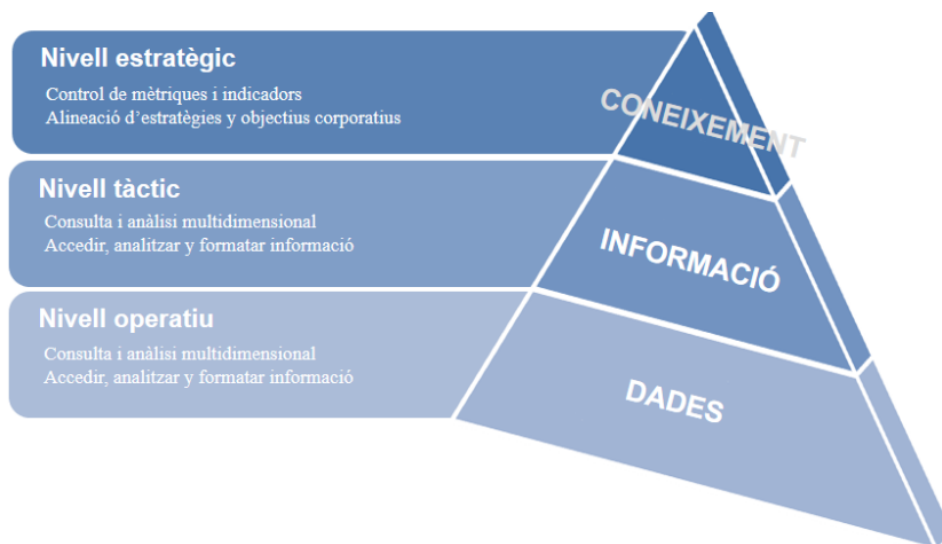 Nivell estratègic
Control de mètriques i indicadors
Alineació d'estratègies y objectius corporatius
CONEIXEMENT
Nivell tàctic
Consulta i anàlisi multidimensional
Accedir, analitzar y formatar informació
INFORMACIÓ
Nivell operatiu
Consulta i anàlisi multidimensional
Accedir, analitzar y formatar informació
DADES